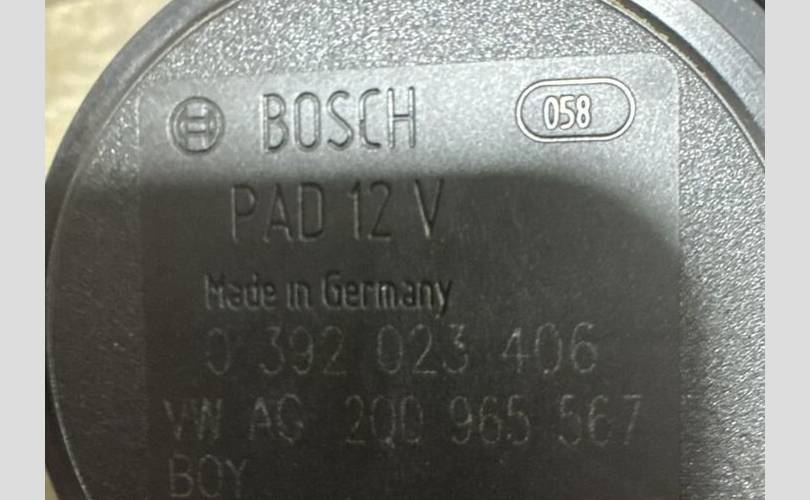 BOSCH 058
PAD 12 V
Made in Germany
0 392 023 406
VW AG 2Q0 965 567
BOY